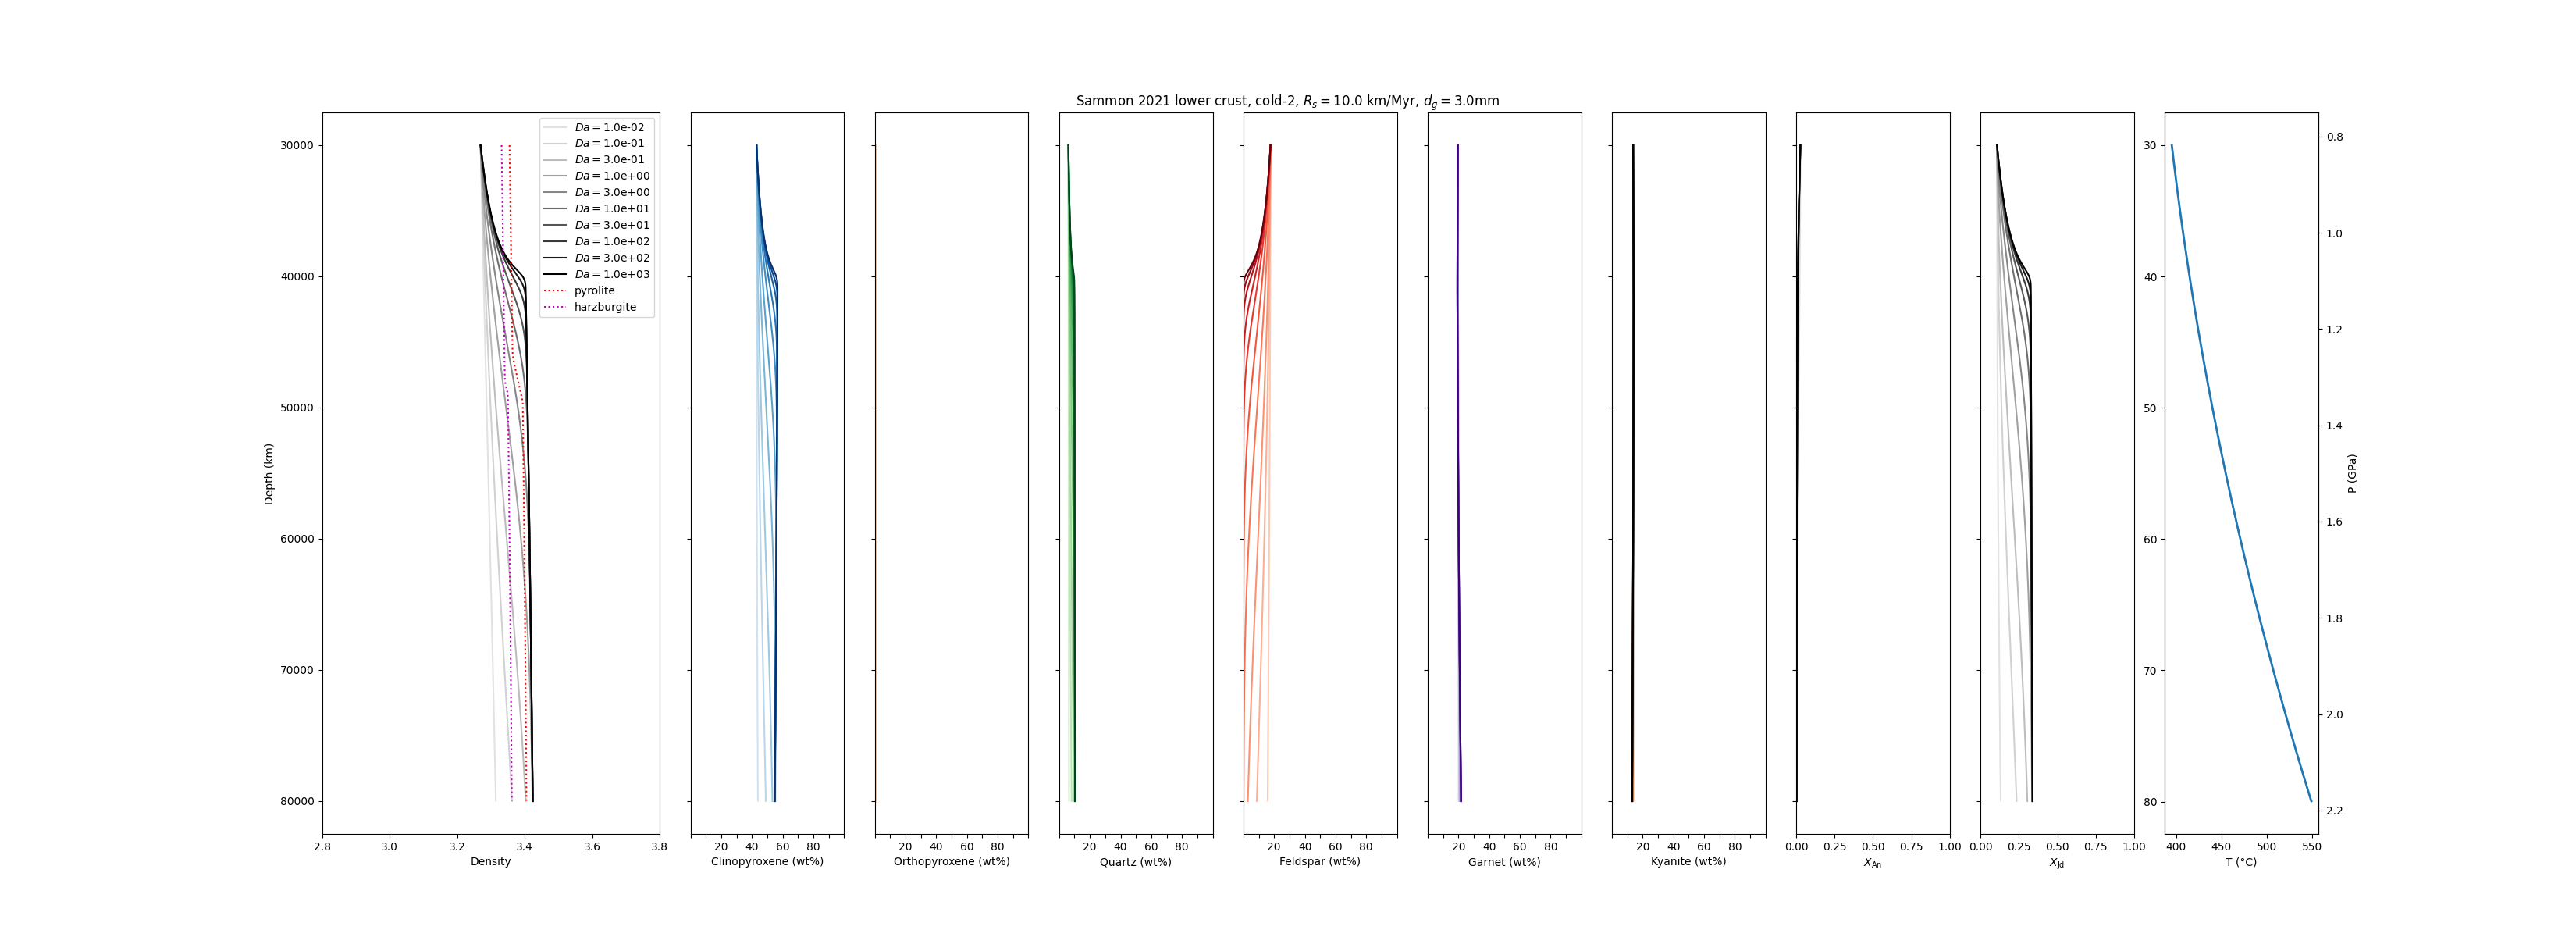 Sammon 2021 lower crust, cold-2, R_s = 10.0 km/Myr, d_g = 3.0mm
Da = 1.0e-02
Da = 1.0e-01
Da = 3.0e-01
Da = 1.0e+00
Da = 3.0e+00
Da = 1.0e+01
Da = 3.0e+01
Da = 1.0e+02
Da = 3.0e+02
Da = 1.0e+03
pyrolite
harzburgite
Depth (km)
30000
40000
50000
60000
70000
80000
2.8 3.0 3.2 3.4 3.6 3.8
Density
20 40 60 80
Clinopyroxene (wt%)
20 40 60 80
Orthopyroxene (wt%)
20 40 60 80
Quartz (wt%)
20 40 60 80
Feldspar (wt%)
20 40 60 80
Garnet (wt%)
20 40 60 80
Kyanite (wt%)
0.00 0.25 0.50 0.75 1.00
X_An
0.00 0.25 0.50 0.75 1.00
X_Jd
30
40
50
60
70
80
400 450 500 550
T (°C)
0.8
1.0
1.2
1.4
1.6
1.8
2.0
2.2
P (GPa)